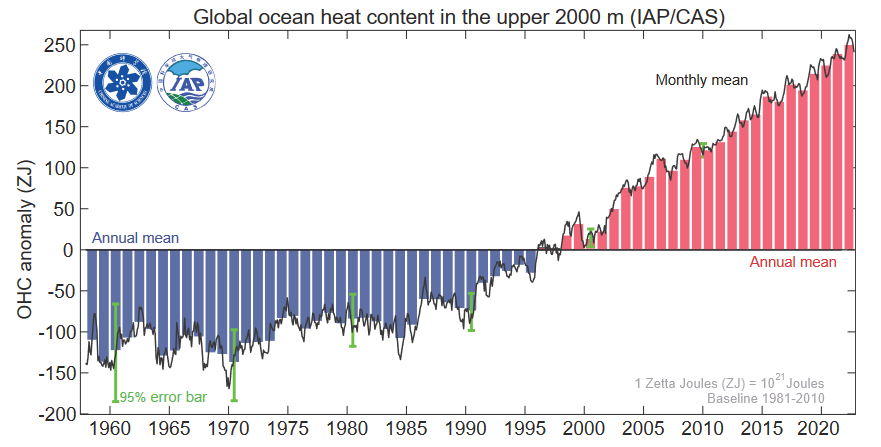 Global ocean heat content in the upper 2000 m (IAP/CAS)
OHC anomaly (ZJ)
250
200
150
100
50
0
-50
-100
-150
-200
IAP
CAS
Monthly mean
Annual mean
Annual mean
95% error bar
1 Zetta Joules (ZJ) = 10²¹ Joules
Baseline 1981-2010
1960 1965 1970 1975 1980 1985 1990 1995 2000 2005 2010 2015 2020